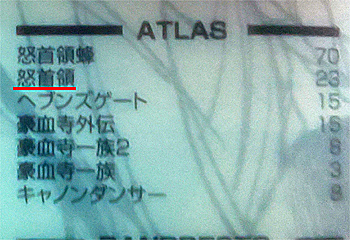 ATLAS
怒首領蜂 70
怒首領 23
ヘブンズゲート 15
豪血寺外伝 15
豪血寺一族2 8
豪血寺一族 3
キャノンダンサー 8